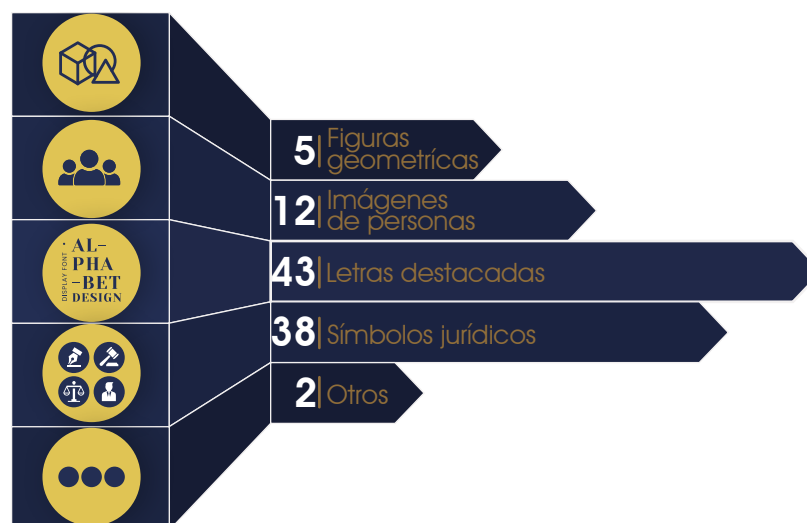 5
Figuras
geometrícas
12
Imágenes
de personas
AL-
PHA
-BET
DESIGN
DISPLAY FONT
43
Letras destacadas
38
Símbolos jurídicos
2
Otros